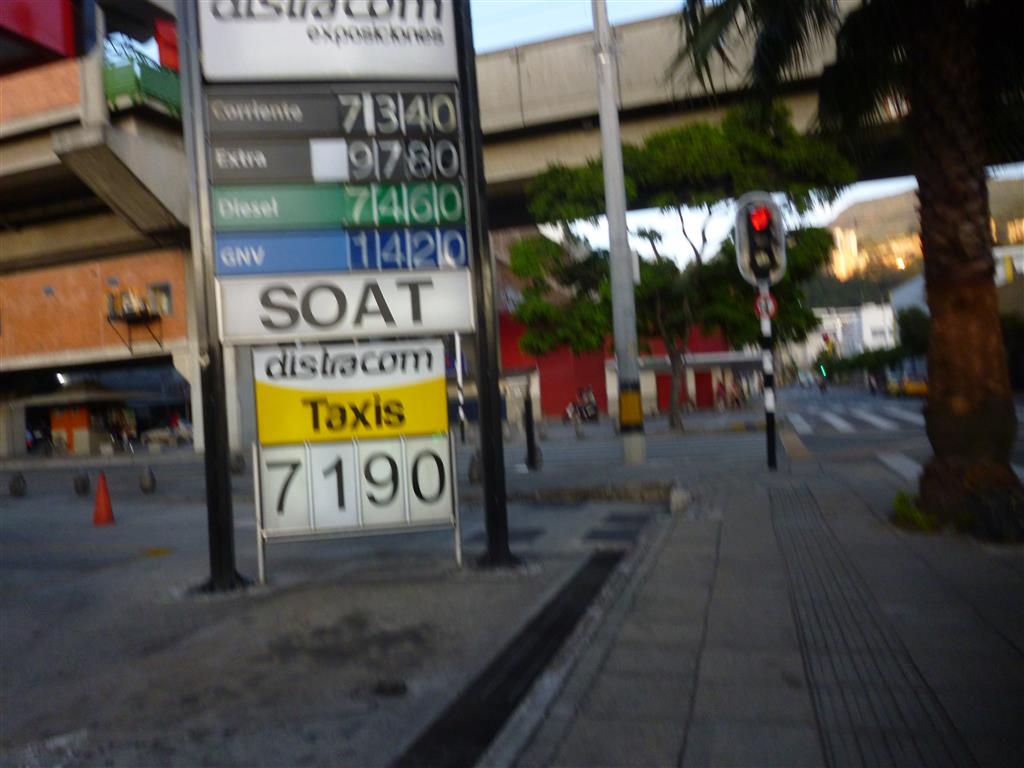 distracom
exposiciones
Corriente 7340
Extra 9780
Diesel 7460
GNV 1420
SOAT
distracom
Taxis
7190